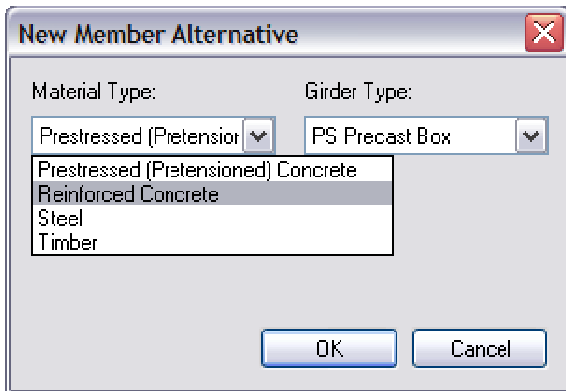 New Member Alternative
Material Type: Girder Type:
Prestressed (Pretension PS Precast Box
Prestressed (Pretensioned) Concrete
Reinforced Concrete
Steel
Timber
OK Cancel